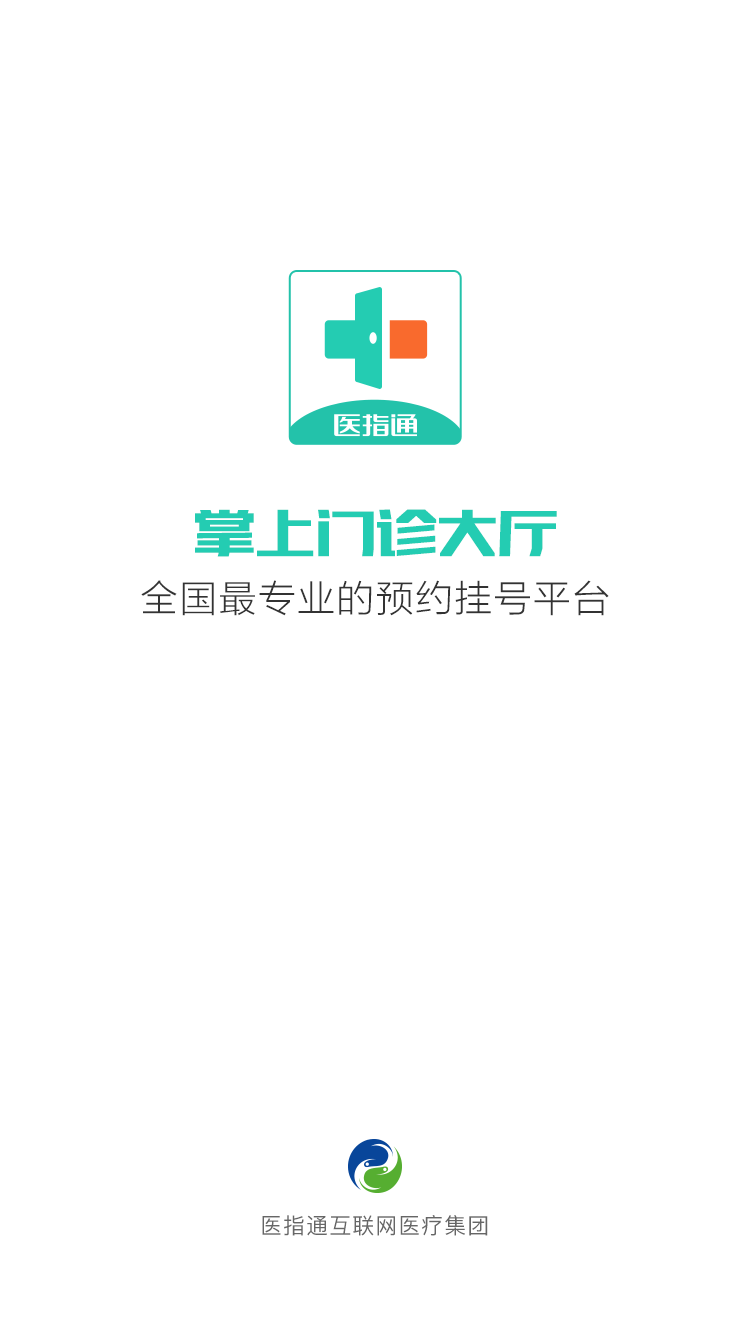 医指通
掌上门诊大厅
全国最专业的预约挂号平台
医指通互联网医疗集团